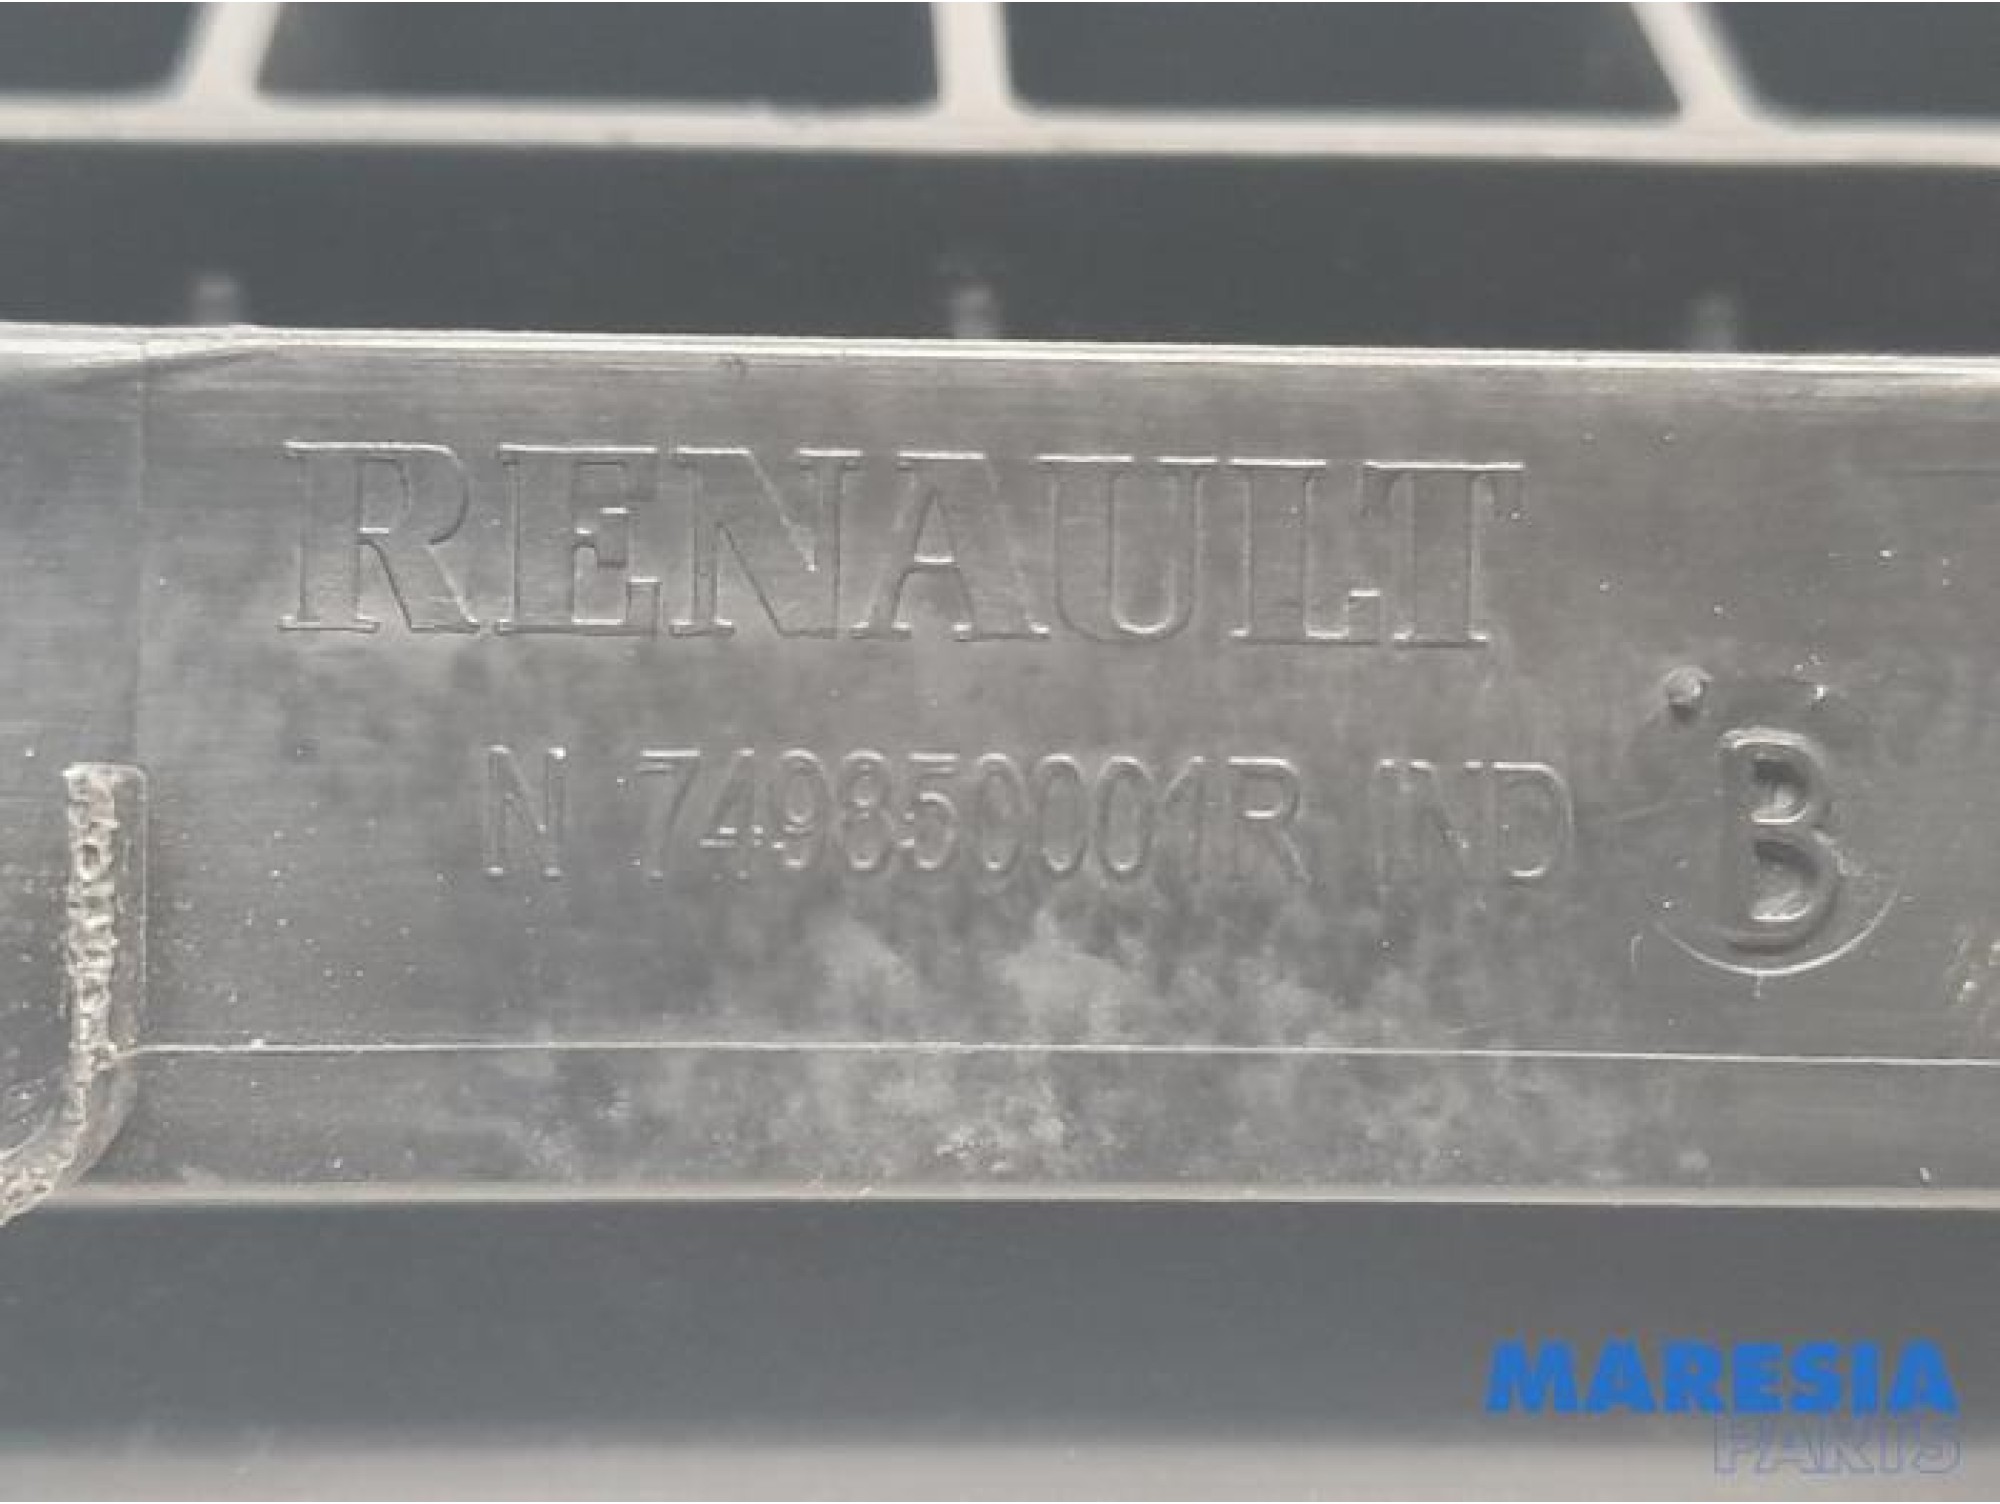 RENAULT
N 749850001R IND B
MARESIA
PARTS